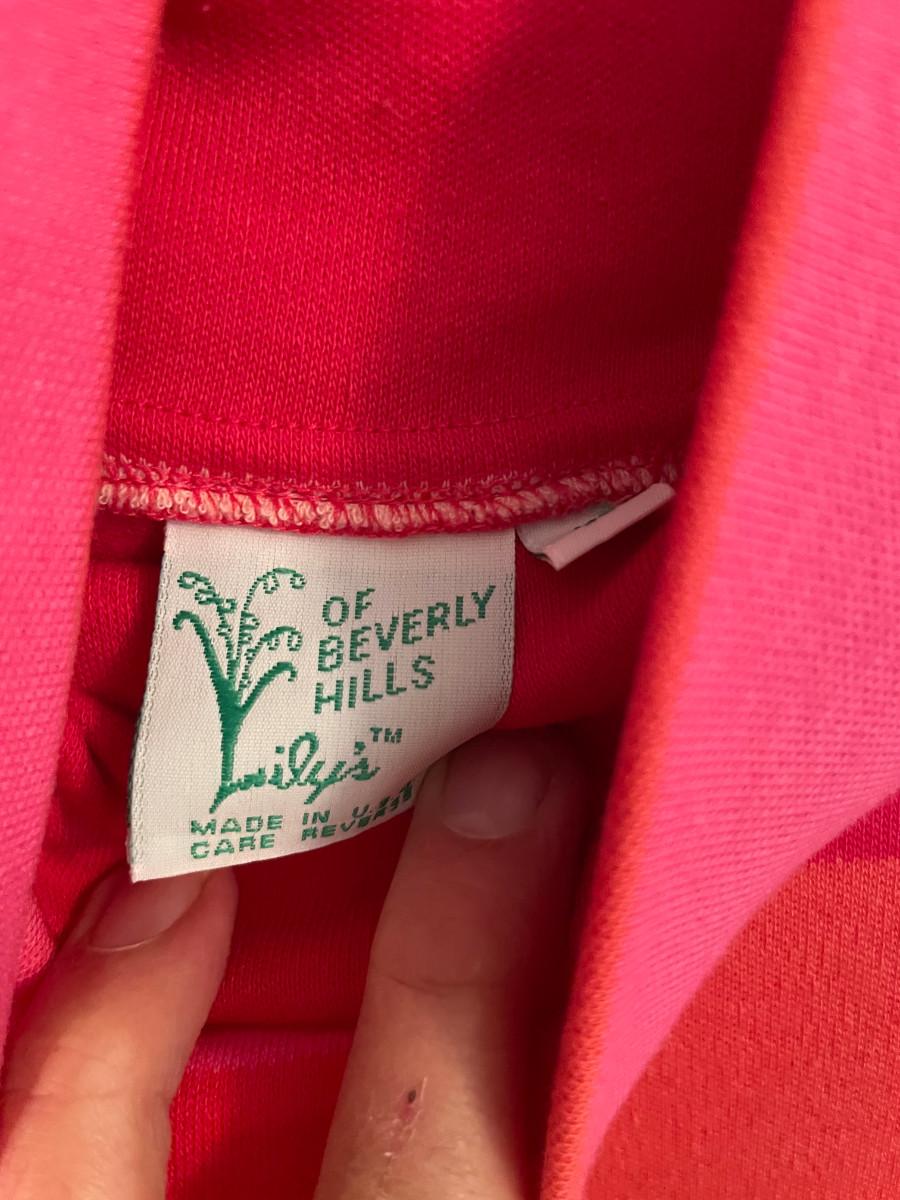 OF
BEVERLY
HILLS
Lily's™
MADE IN U.S.A
CARE REVERSE